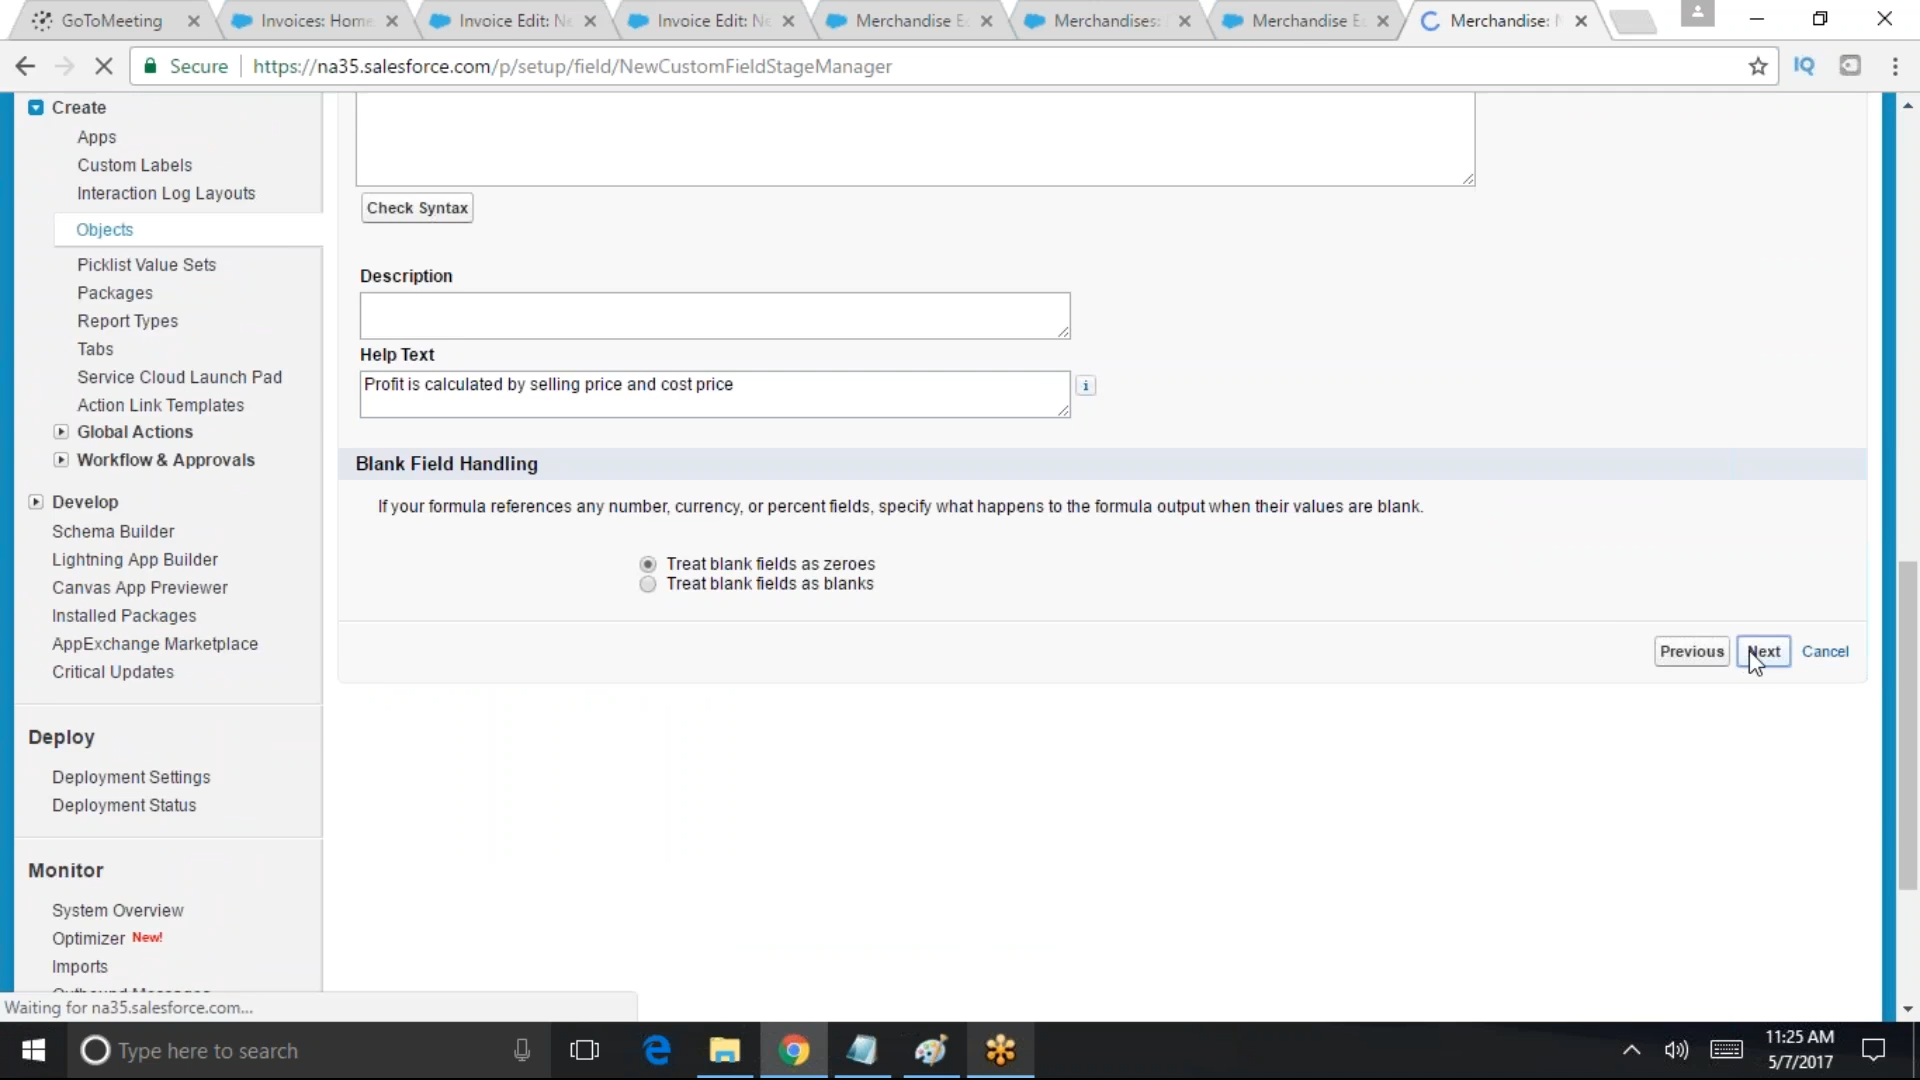 GoToMeeting
Invoices: Home
Invoice Edit: Ne
Invoice Edit: Ne
Merchandise Ed
Merchandises:
Merchandise E
Merchandise: N
Secure
https://na35.salesforce.com/p/setup/field/NewCustomFieldStageManager
IQ
Create
Apps
Custom Labels
Interaction Log Layouts
Objects
Picklist Value Sets
Packages
Report Types
Tabs
Service Cloud Launch Pad
Action Link Templates
Global Actions
Workflow & Approvals
Develop
Schema Builder
Lightning App Builder
Canvas App Previewer
Installed Packages
AppExchange Marketplace
Critical Updates
Deploy
Deployment Settings
Deployment Status
Monitor
System Overview
Optimizer New!
Imports
Check Syntax
Description
Help Text
Profit is calculated by selling price and cost price
i
Blank Field Handling
If your formula references any number, currency, or percent fields, specify what happens to the formula output when their values are blank.
Treat blank fields as zeroes
Treat blank fields as blanks
Previous
Next
Cancel
Waiting for na35.salesforce.com...
Type here to search
11:25 AM
5/7/2017